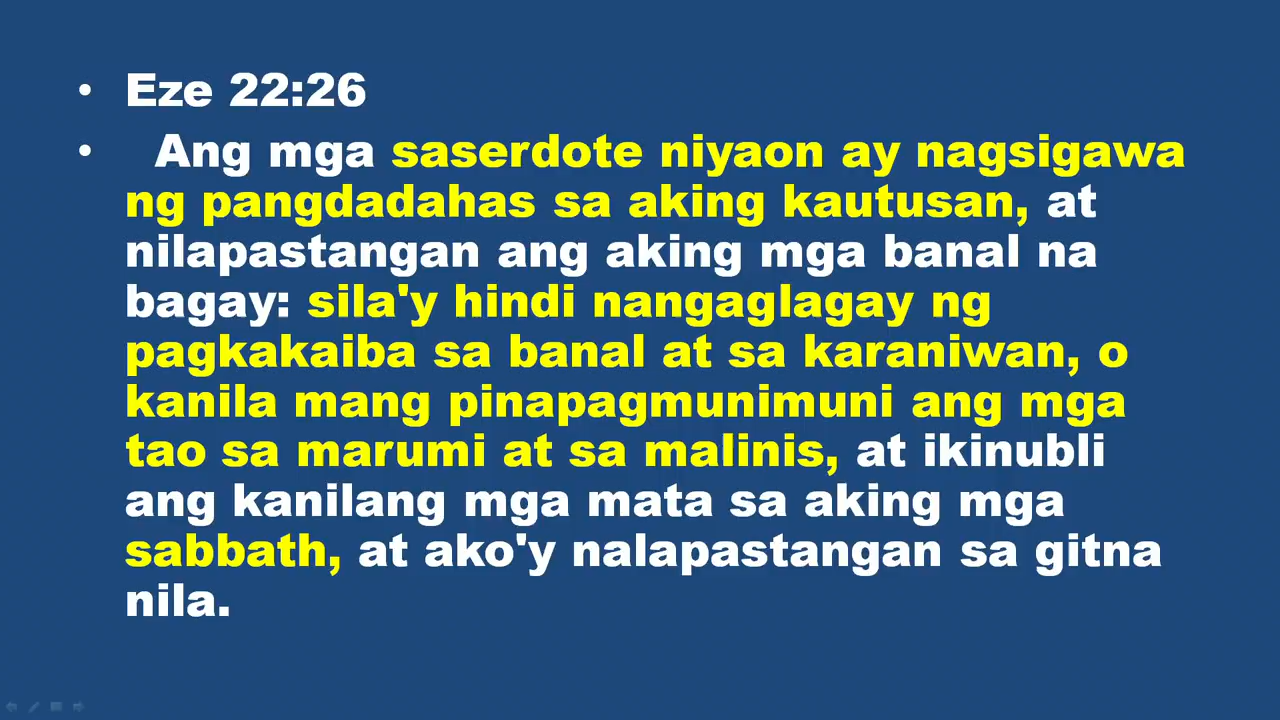 • Eze 22:26
• Ang mga saserdote niyaon ay nagsigawa
ng pangdadahas sa aking kautusan, at
nilapastangan ang aking mga banal na
bagay: sila'y hindi nangaglagay ng
pagkakaiba sa banal at sa karaniwan, o
kanila mang pinapagmunimuni ang mga
tao sa marumi at sa malinis, at ikinubli
ang kanilang mga mata sa aking mga
sabbath, at ako'y nalapastangan sa gitna
nila.